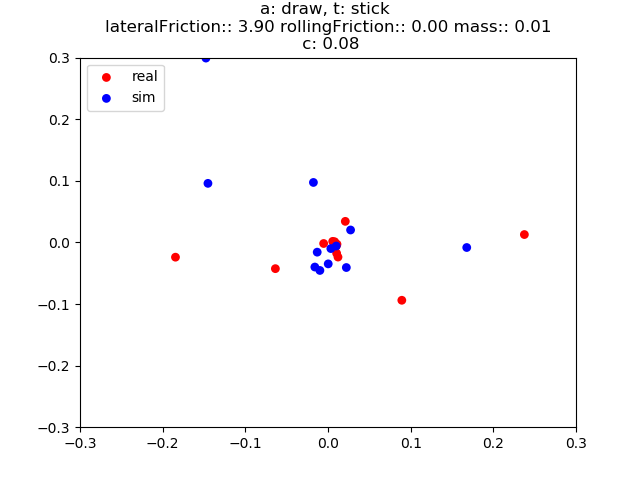 a: draw, t: stick
lateralFriction:: 3.90 rollingFriction:: 0.00 mass:: 0.01
c: 0.08
real
sim
0.3
0.2
0.1
0.0
−0.1
−0.2
−0.3
−0.3 −0.2 −0.1 0.0 0.1 0.2 0.3